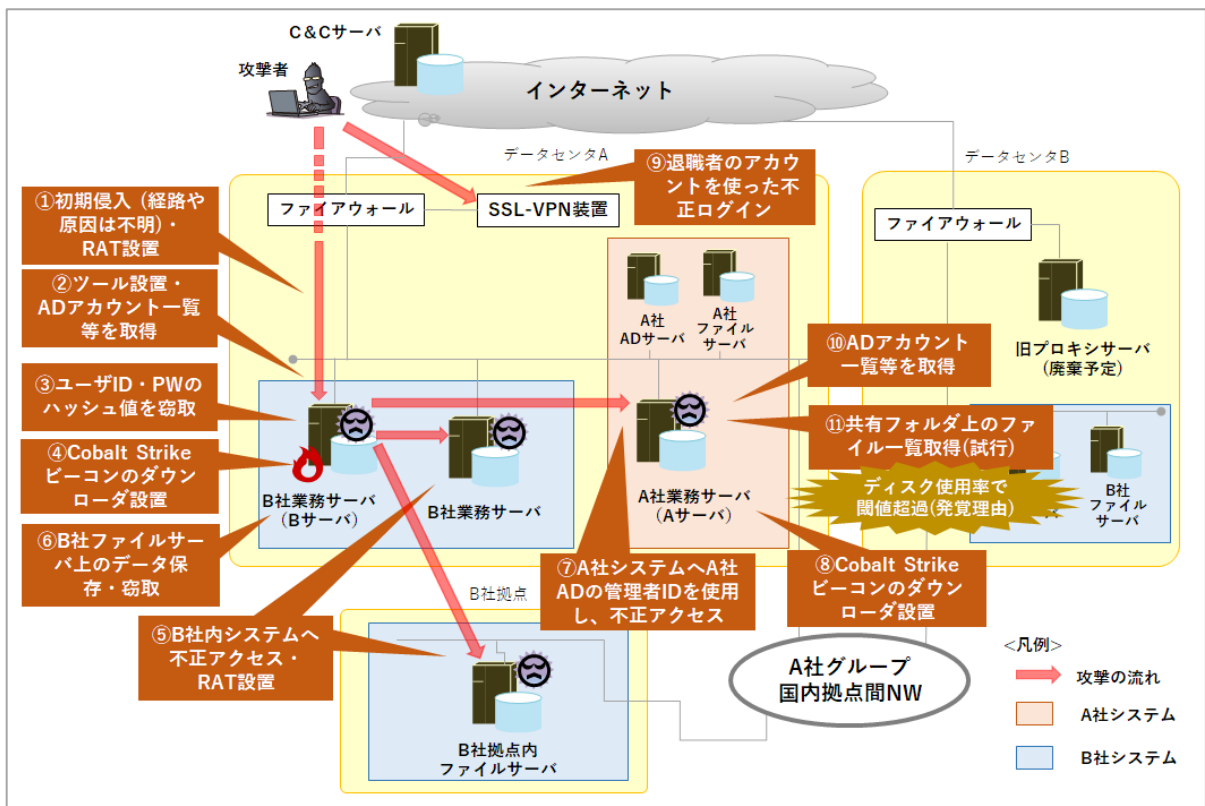 C&Cサーバ
攻撃者
インターネット
データセンタA
データセンタB
①初期侵入 (経路や
原因は不明)・
RAT設置
ファイアウォール
SSL-VPN装置
⑨退職者のアカウ
ントを使った不
正ログイン
ファイアウォール
②ツール設置・
ADアカウント一覧
等を取得
A社
ADサーバ
A社
ファイル
サーバ
⑩ADアカウント
一覧等を取得
旧プロキシサーバ
(廃棄予定)
③ユーザID・PWの
ハッシュ値を窃取
⑪共有フォルダ上のファ
イル一覧取得(試行)
④Cobalt Strike
ビーコンのダウン
ローダ設置
B社業務サーバ
(Bサーバ)
B社業務サーバ
A社業務サーバ
(Aサーバ)
ディスク使用率で
閾値超過(発覚理由)
B社
ファイル
サーバ
⑥B社ファイルサー
バ上のデータ保
存・窃取
⑦A社システムへA社
ADの管理者IDを使用
し、不正アクセス
⑧Cobalt Strike
ビーコンのダウン
ローダ設置
B社拠点
⑤B社内システムへ
不正アクセス・
RAT設置
B社拠点内
ファイルサーバ
A社グループ
国内拠点間NW
<凡例>
攻撃の流れ
A社システム
B社システム